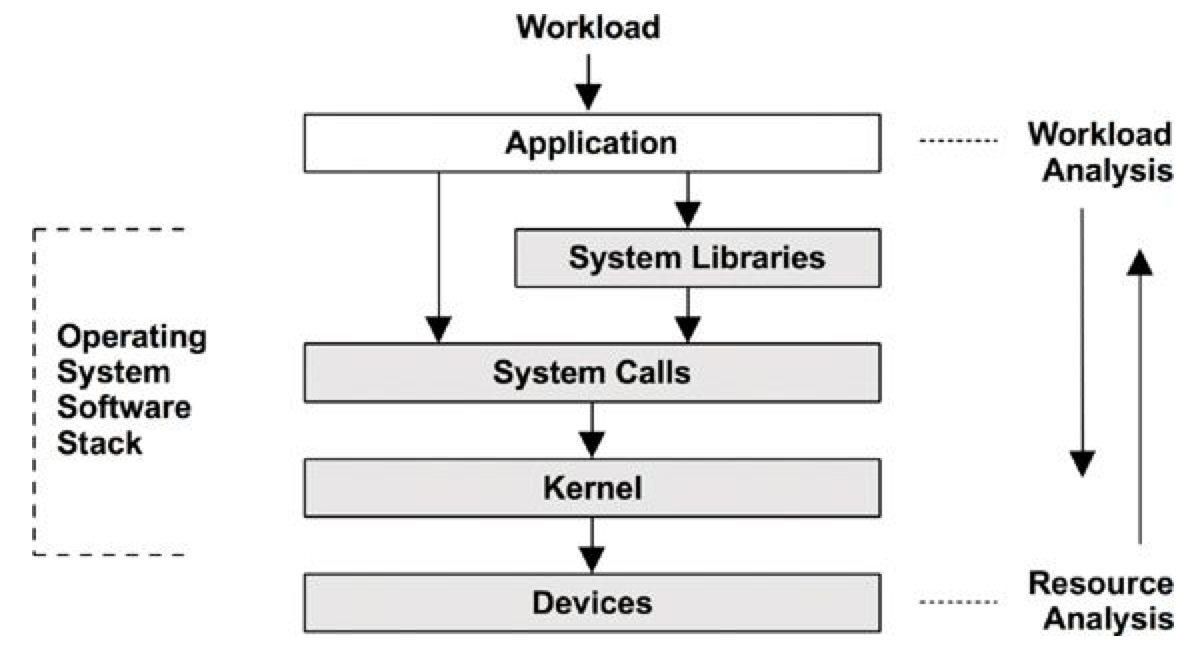 Workload
Application
Workload
Analysis
System Libraries
Operating
System
Software
Stack
System Calls
Kernel
Devices
Resource
Analysis